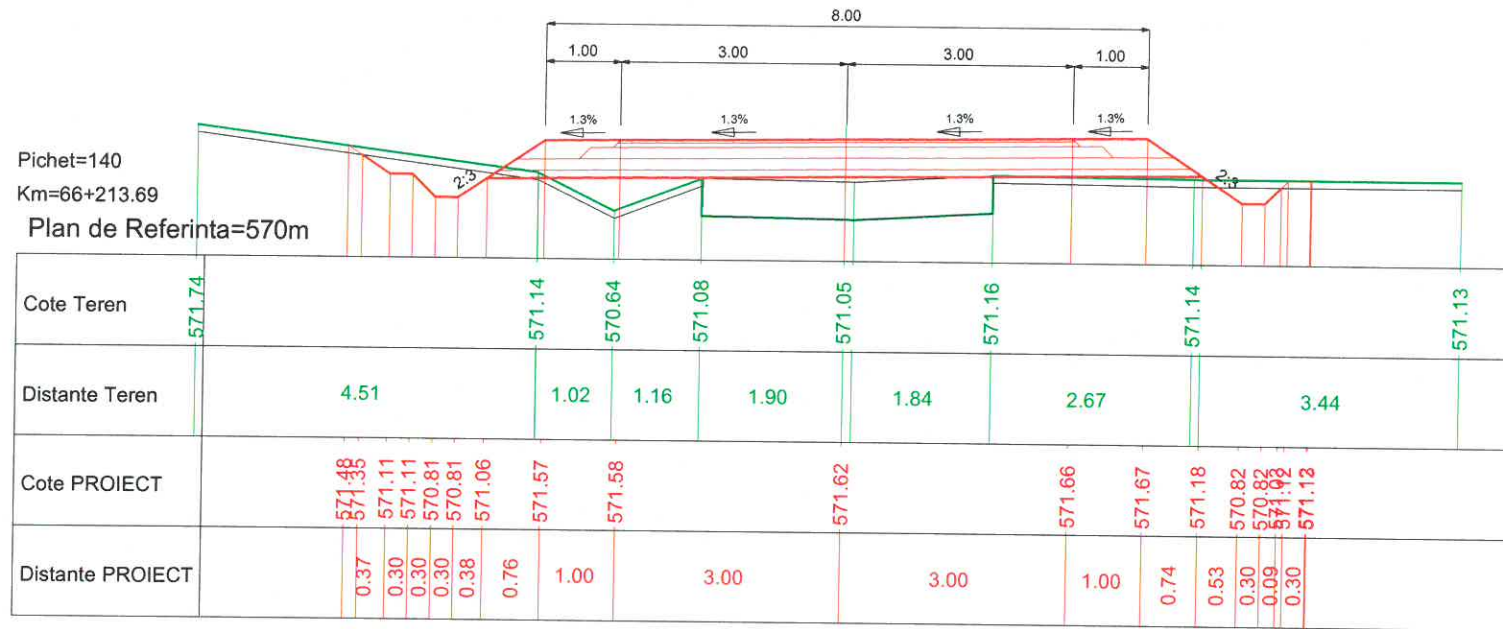 8.00
1.00 3.00 3.00 1.00
1.3% 1.3% 1.3% 1.3%
Pichet=140
Km=66+213.69
Plan de Referinta=570m
2:3 2:3
Cote Teren 571.74 571.14 570.64 571.08 571.05 571.16 571.14 571.13
Distante Teren 4.51 1.02 1.16 1.90 1.84 2.67 3.44
Cote PROIECT 571.48 571.35 571.11 571.11 570.81 570.81 571.06 571.57 571.58 571.62 571.66 571.67 571.18 570.82 570.82 571.12
Distante PROIECT 0.37 0.30 0.30 0.30 0.38 0.76 1.00 3.00 3.00 1.00 0.74 0.53 0.30 0.09 0.30